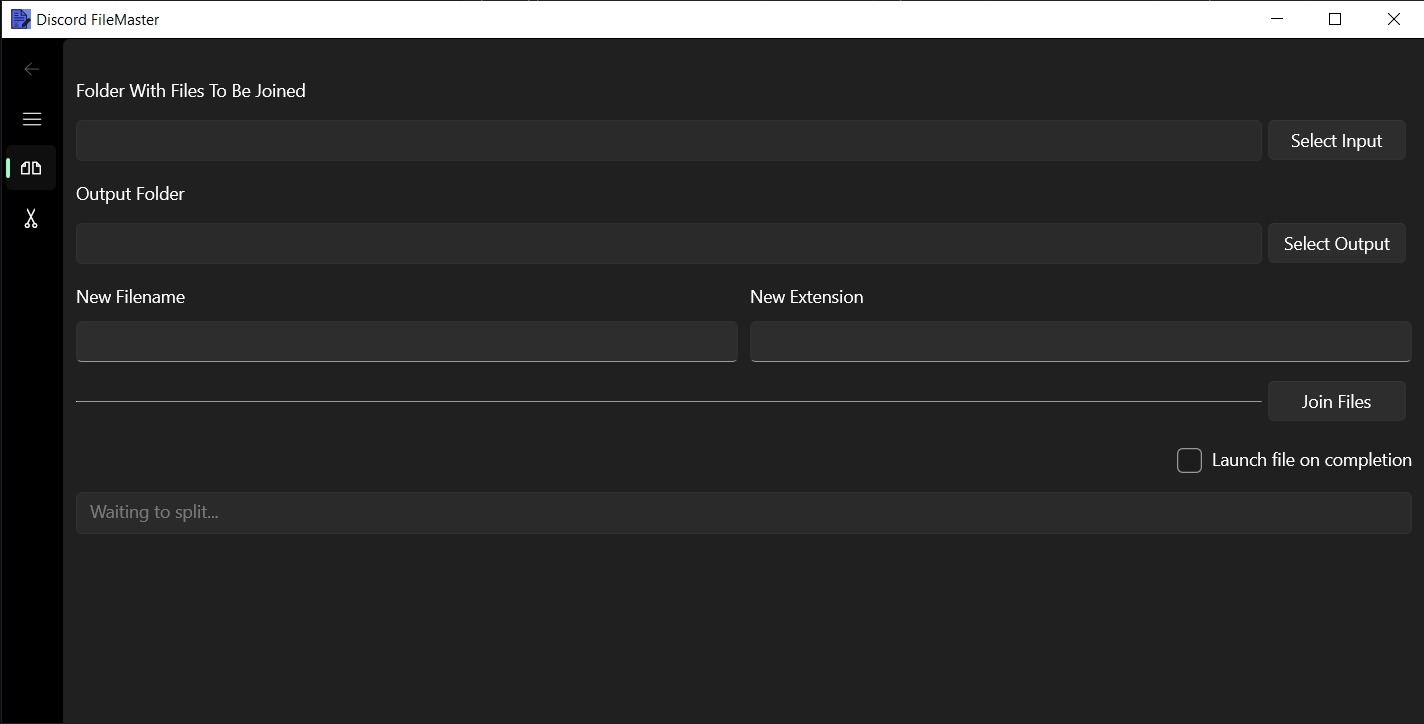 Discord FileMaster
Folder With Files To Be Joined
Select Input
Output Folder
Select Output
New Filename
New Extension
Join Files
Launch file on completion
Waiting to split...